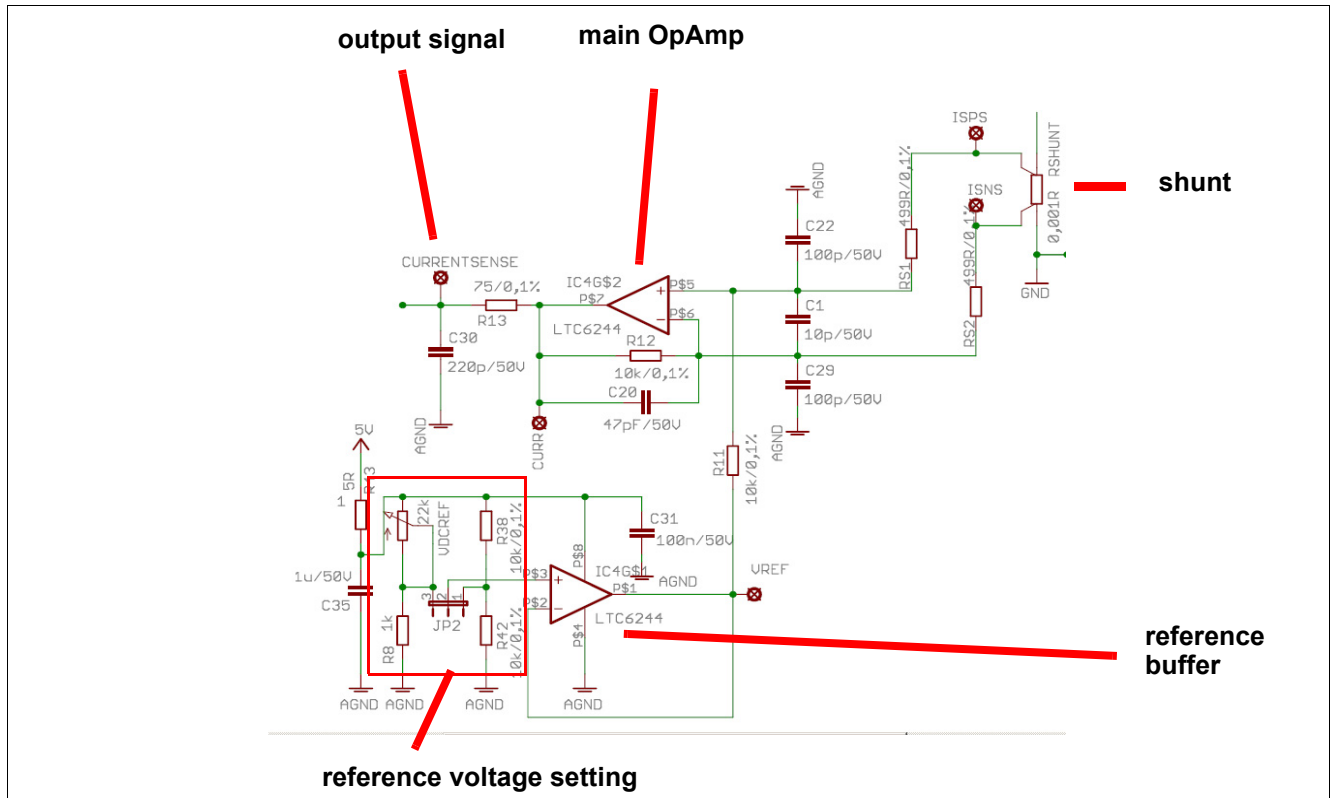 output signal
main OpAmp
ISPS
ISNS
shunt
RSHUNT
0,001R
499R/0,1%
RS1
499R/0,1%
RS2
GND
AGND
C22
100p/50V
C1
10p/50V
C29
100p/50V
AGND
CURRENTSENSE
75/0,1%
R13
IC4G$2
P$7
P$5
P$6
+
−
LTC6244
R12
10k/0,1%
C20
47pF/50V
CURR
C30
220p/50V
AGND
R11
10k/0,1%
5V
5R
1
1u/50V
C35
22k
VDCREF
R38
10k/0,1%
R42
10k/0,1%
1k
R8
3
2
1
JP2
P$3
P$2
+
−
P$8
P$4
IC4G$1
P$1
LTC6244
C31
100n/50V
AGND
VREF
AGND
AGND
AGND
AGND
reference
buffer
reference voltage setting